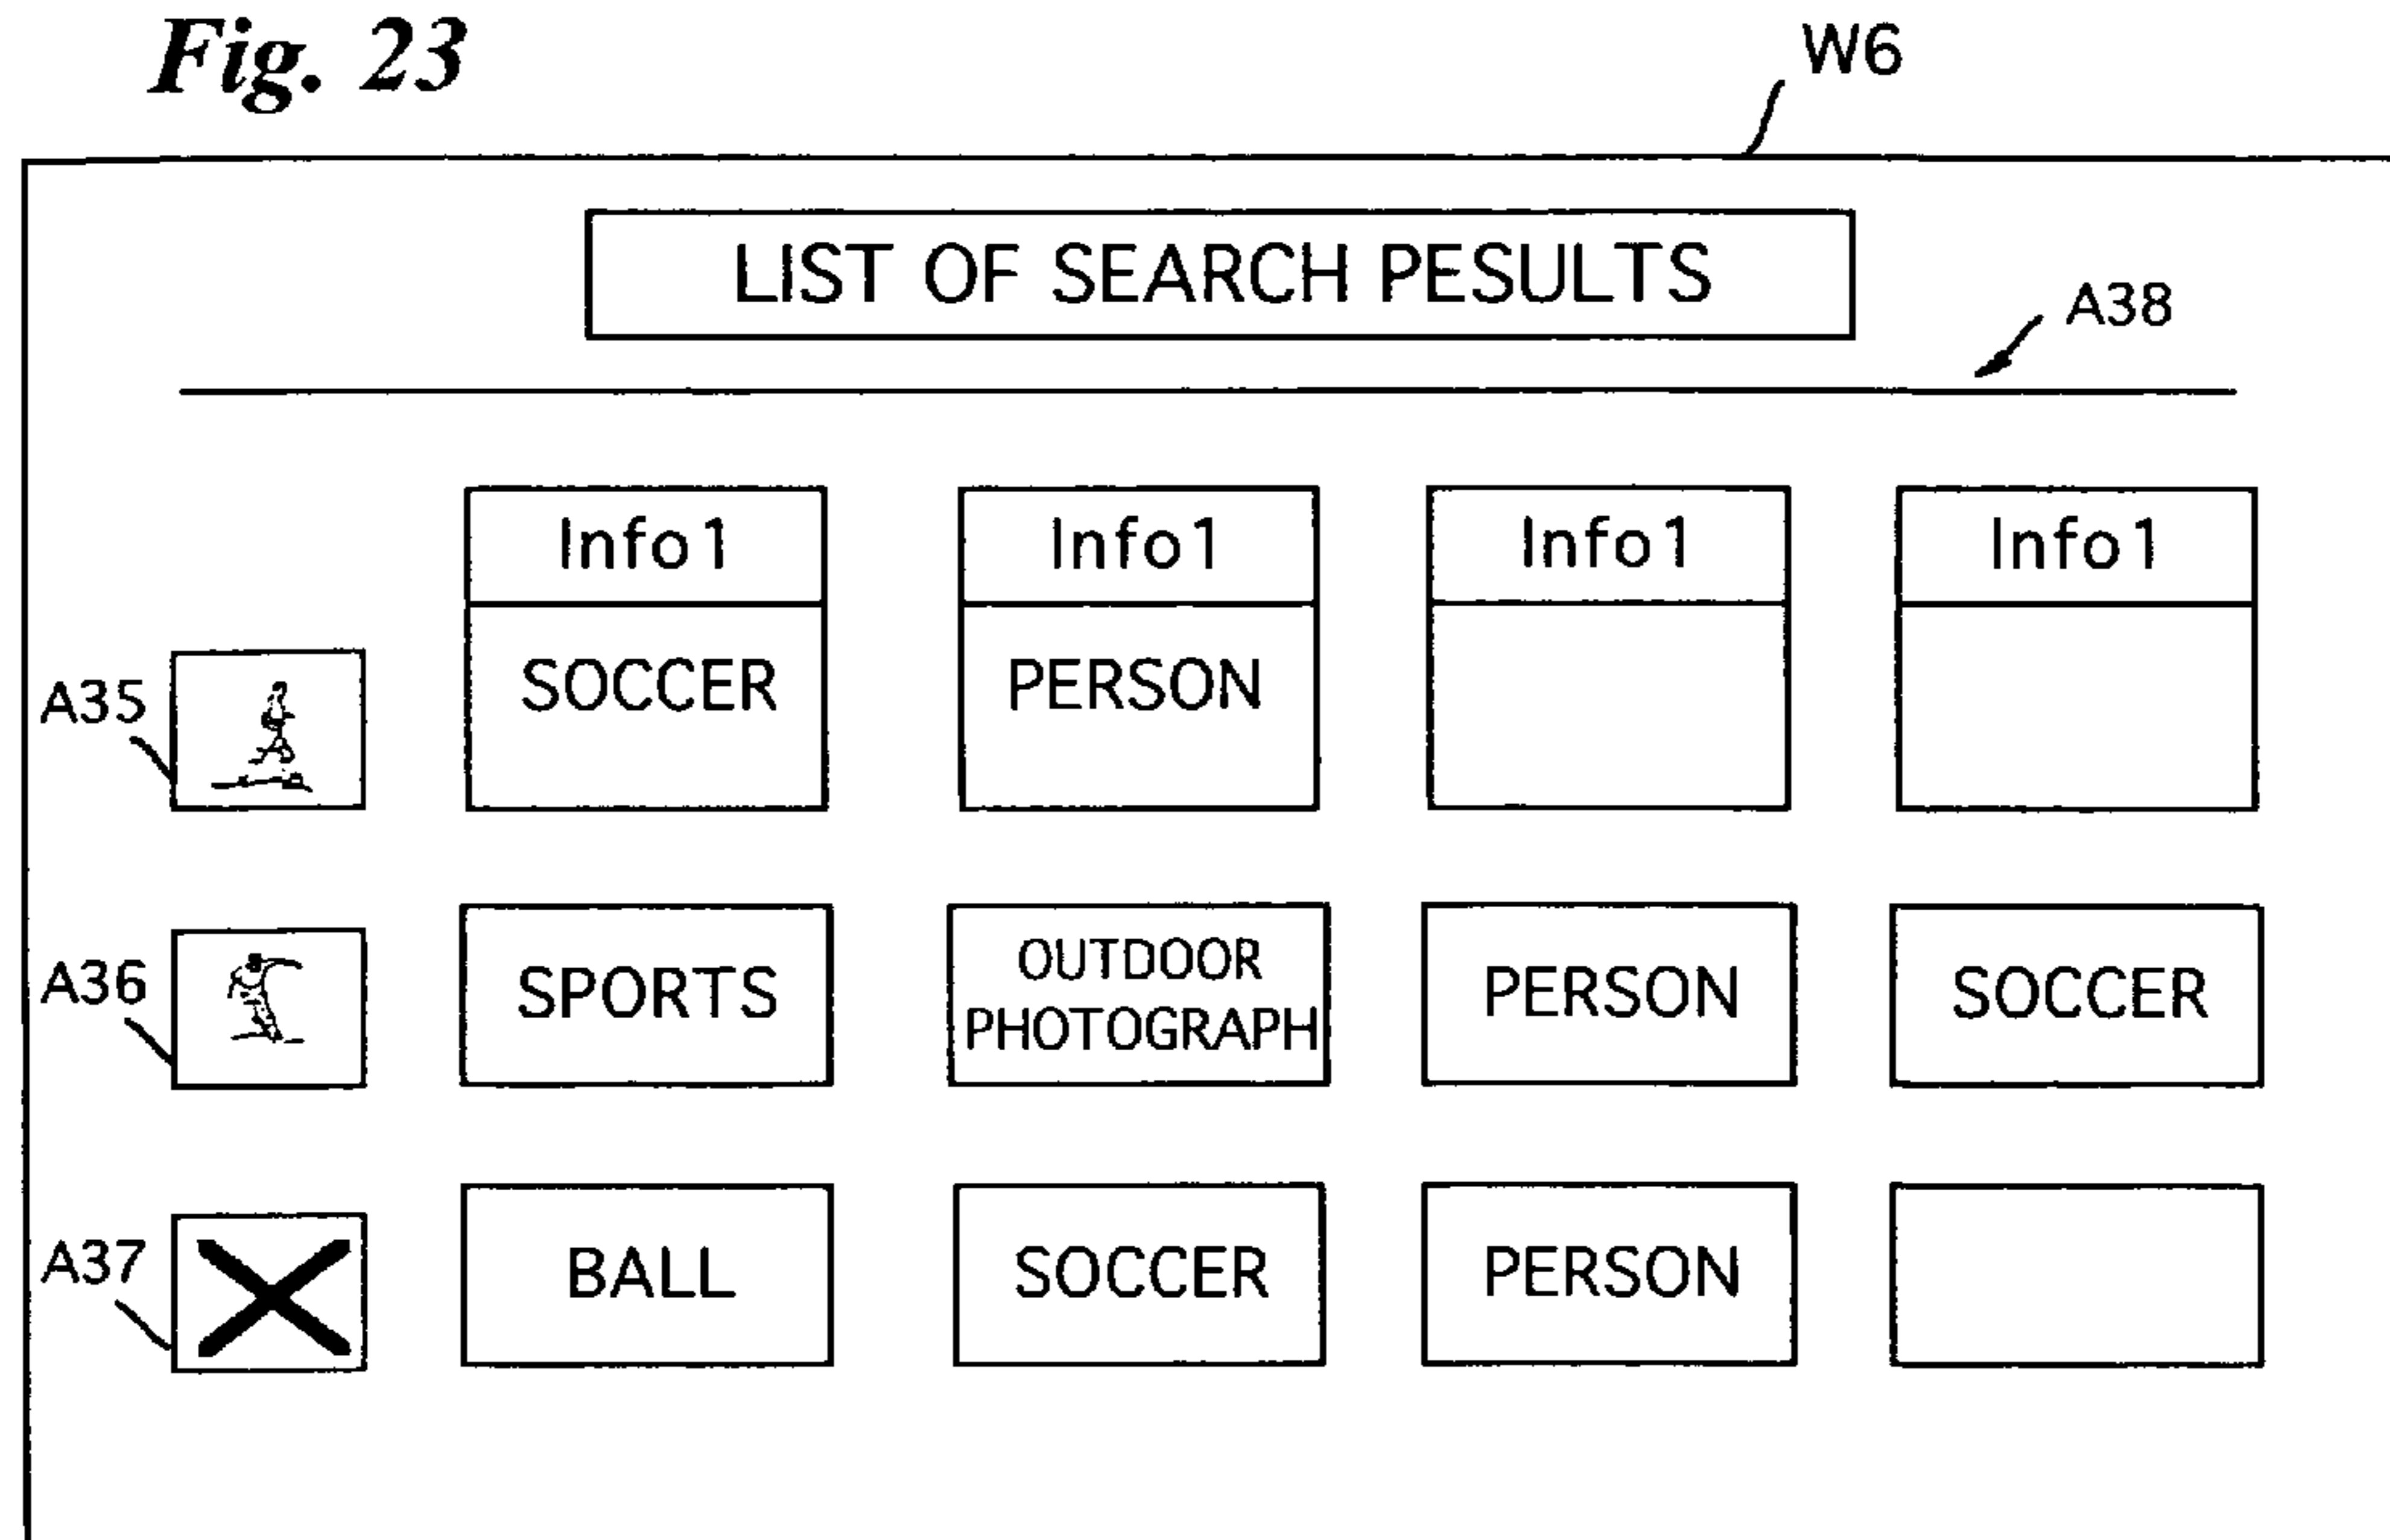 Fig. 23
W6
LIST OF SEARCH PESULTS
A38
Info1 Info1 Info1 Info1
A35 SOCCER PERSON
A36 SPORTS OUTDOOR PHOTOGRAPH PERSON SOCCER
A37 BALL SOCCER PERSON